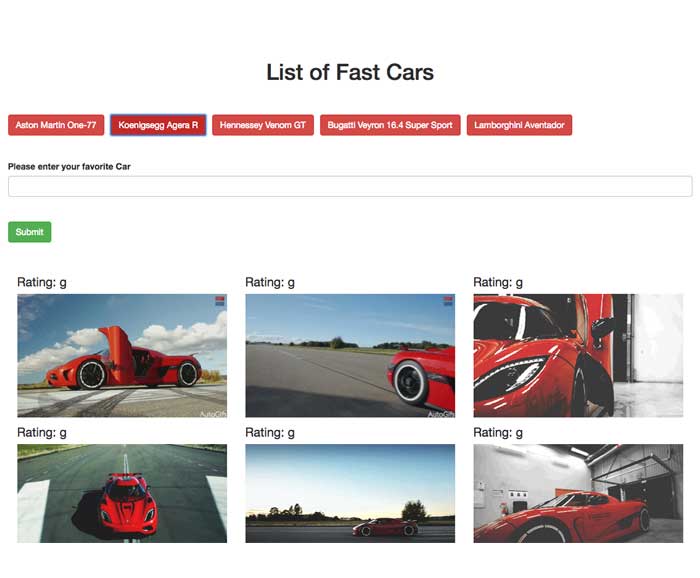 List of Fast Cars
Aston Martin One-77 Koenigsegg Agera R Hennessey Venom GT Bugatti Veyron 16.4 Super Sport Lamborghini Aventador
Please enter your favorite Car
Submit
Rating: g Rating: g Rating: g
AutoGifs AutoGifs
Rating: g Rating: g Rating: g